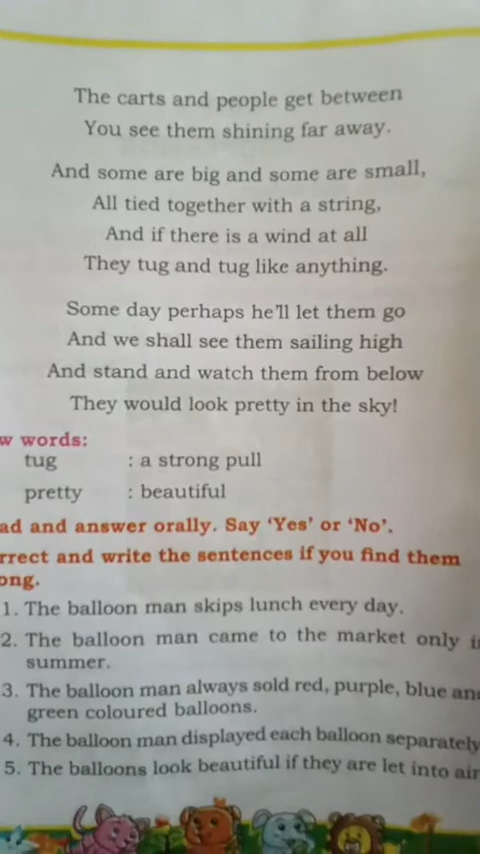 The carts and people get between
You see them shining far away.
And some are big and some are small,
All tied together with a string,
And if there is a wind at all
They tug and tug like anything.
Some day perhaps he'll let them go
And we shall see them sailing high
And stand and watch them from below
They would look pretty in the sky!
w words:
tug : a strong pull
pretty : beautiful
ad and answer orally. Say 'Yes' or 'No'.
rrect and write the sentences if you find them
ong.
1. The balloon man skips lunch every day.
2. The balloon man came to the market only i
summer.
3. The balloon man always sold red, purple, blue an
green coloured balloons.
4. The balloon man displayed each balloon separately
5. The balloons look beautiful if they are let into air